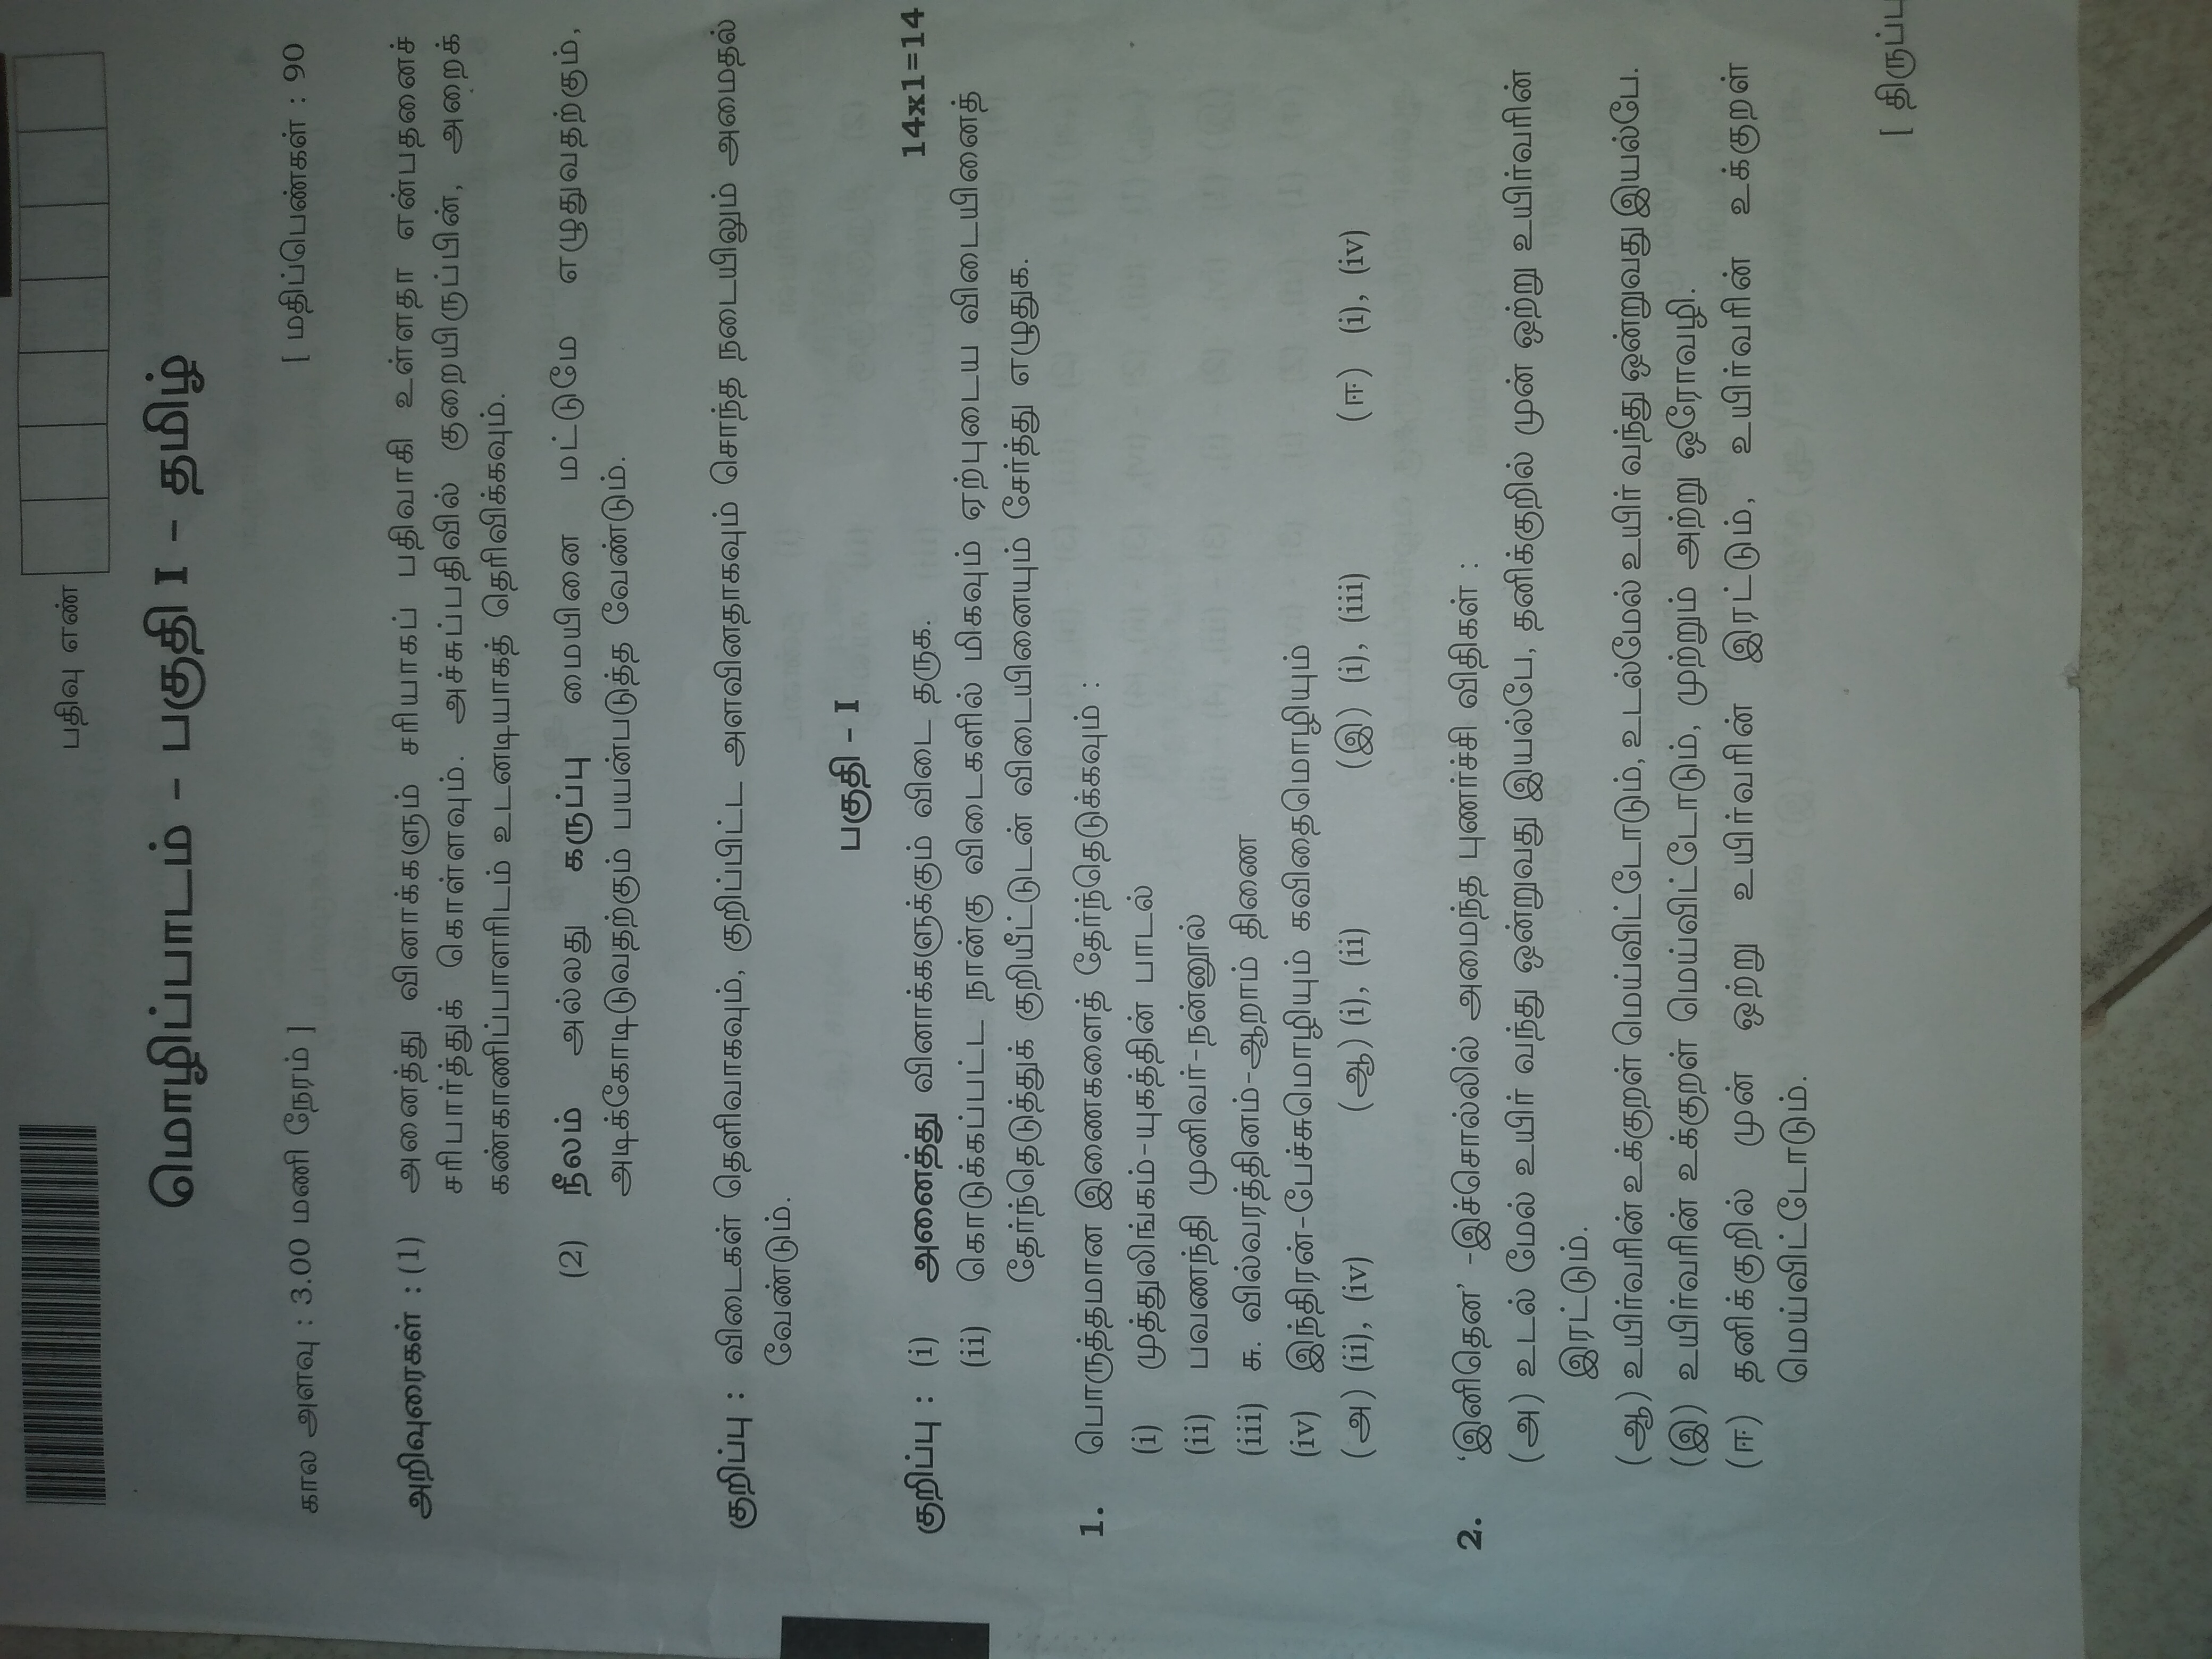 பதிவு எண்
மொழிப்பாடம் – பகுதி I – தமிழ்
கால அளவு : 3.00 மணி நேரம் ] [ மதிப்பெண்கள் : 90
அறிவுரைகள் : (1) அனைத்து வினாக்களும் சரியாகப் பதிவாகி உள்ளதா என்பதனைச்
சரிபார்த்துக் கொள்ளவும். அச்சுப்பதிவில் குறையிருப்பின், அறைக்
கண்காணிப்பாளரிடம் உடனடியாகத் தெரிவிக்கவும்.
(2) நீலம் அல்லது கருப்பு மையினை மட்டுமே எழுதுவதற்கும்,
அடிக்கோடிடுவதற்கும் பயன்படுத்த வேண்டும்.
குறிப்பு : விடைகள் தெளிவாகவும், குறிப்பிட்ட அளவினதாகவும் சொந்த நடையிலும் அமைதல்
வேண்டும்.
பகுதி – I
குறிப்பு : (i) அனைத்து வினாக்களுக்கும் விடை தருக. 14x1=14
(ii) கொடுக்கப்பட்ட நான்கு விடைகளில் மிகவும் ஏற்புடைய விடையினைத்
தேர்ந்தெடுத்துக் குறியீட்டுடன் விடையினையும் சேர்த்து எழுதுக.
1. பொருத்தமான இணைகளைத் தேர்ந்தெடுக்கவும் :
(i) முத்துலிங்கம்-யுகத்தின் பாடல்
(ii) பவணந்தி முனிவர்-நன்னூல்
(iii) சு. வில்வரத்தினம்-ஆறாம் திணை
(iv) இந்திரன்-பேச்சுமொழியும் கவிதைமொழியும்
(அ) (ii), (iv) (ஆ) (i), (ii) (இ) (i), (iii) (ஈ) (i), (iv)
2. ‘இனிதென’ -இச்சொல்லில் அமைந்த புணர்ச்சி விதிகள் :
(அ) உடல் மேல் உயிர் வந்து ஒன்றுவது இயல்பே, தனிக்குறில் முன் ஒற்று உயிர்வரின்
இரட்டும்.
(ஆ) உயிர்வரின் உக்குறள் மெய்விட்டோடும், உடல்மேல் உயிர் வந்து ஒன்றுவது இயல்பே.
(இ) உயிர்வரின் உக்குறள் மெய்விட்டோடும், முற்றும் அற்று ஒரோவழி.
(ஈ) தனிக்குறில் முன் ஒற்று உயிர்வரின் இரட்டும், உயிர்வரின் உக்குறள்
மெய்விட்டோடும்.
[ திருப்ப